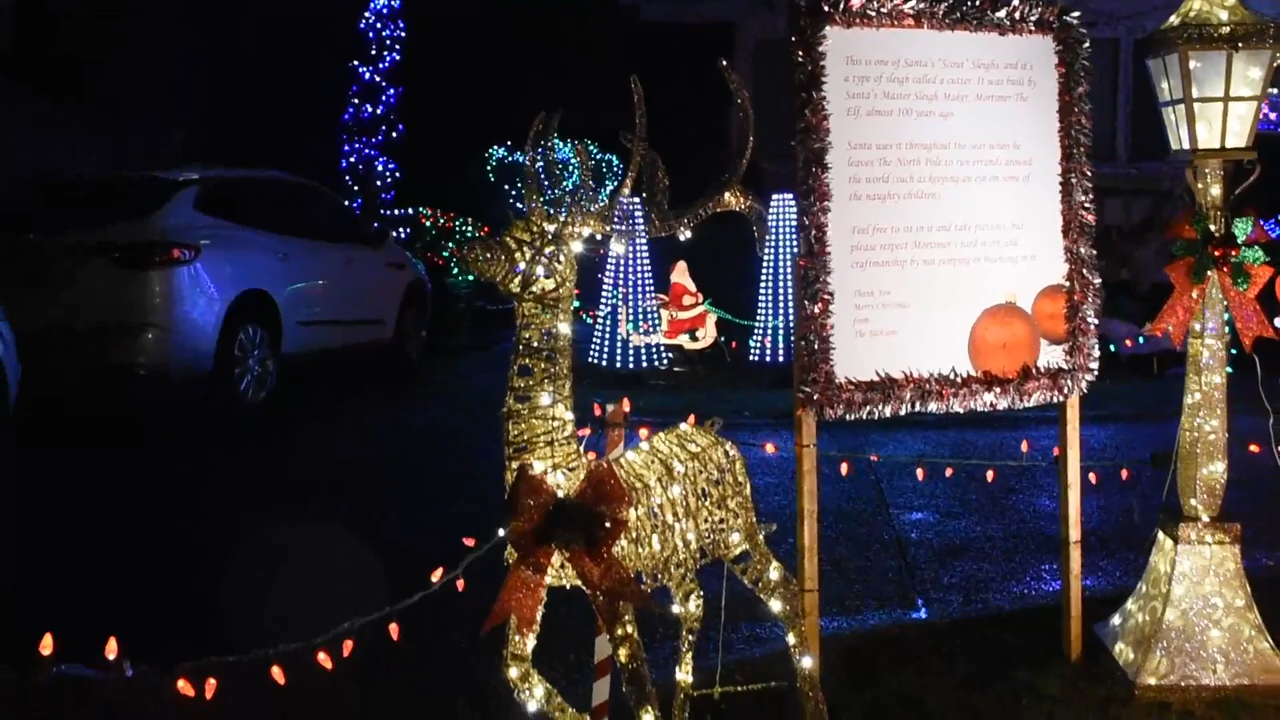 This is one of Santa's "Scout" Sleighs, and it's
a type of sleigh called a cutter. It was built by
Santa's Master Sleigh Maker, Mortimer The
Elf, almost 100 years ago.
Santa uses it throughout the year when he
leaves The North Pole to run errands around
the world (such as keeping an eye on some of
the naughty children).
Feel free to sit in it and take pictures, but
please respect Mortimer's hard work and
craftmanship by not jumping or bouncing in it.
Thank You
Merry Christmas
from
The